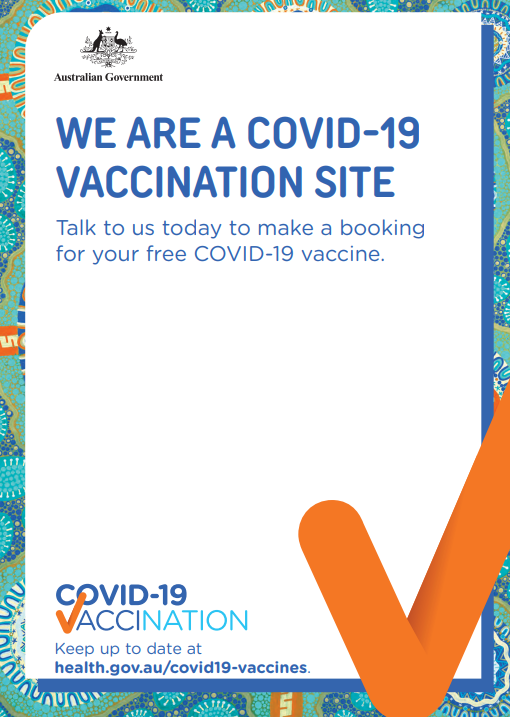 Australian Government
WE ARE A COVID-19
VACCINATION SITE
Talk to us today to make a booking
for your free COVID-19 vaccine.
COVID-19
VACCINATION
Keep up to date at
health.gov.au/covid19-vaccines.